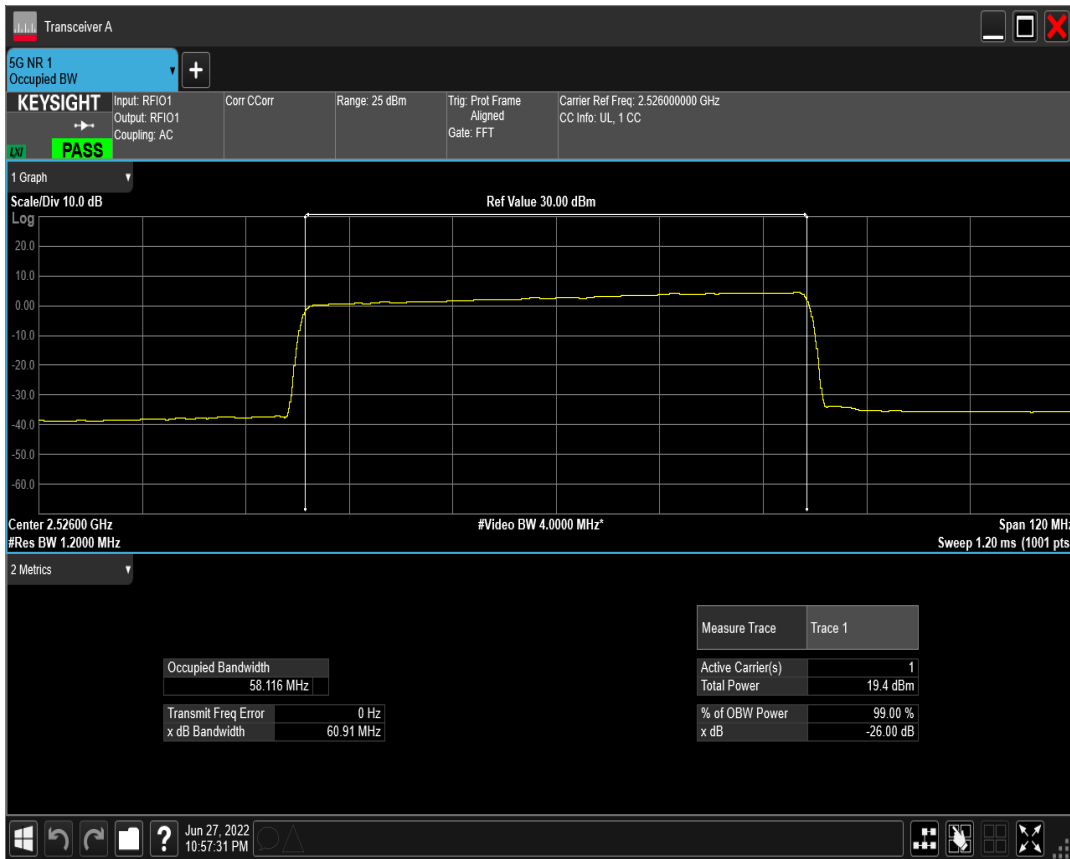 Transceiver A
5G NR 1
Occupied BW
KEYSIGHT
LXI
PASS
Input: RFIO1
Output: RFIO1
Coupling: AC
Corr CCorr
Range: 25 dBm
Trig: Prot Frame
Aligned
Gate: FFT
Carrier Ref Freq: 2.526000000 GHz
CC Info: UL, 1 CC
1 Graph
Scale/Div 10.0 dB
Ref Value 30.00 dBm
Log
20.0
10.0
0.00
-10.0
-20.0
-30.0
-40.0
-50.0
-60.0
Center 2.52600 GHz
#Video BW 4.0000 MHz*
Span 120 MHz
#Res BW 1.2000 MHz
Sweep 1.20 ms (1001 pts
2 Metrics
Measure Trace Trace 1
Occupied Bandwidth
58.116 MHz
Active Carrier(s) 1
Total Power 19.4 dBm
Transmit Freq Error 0 Hz
x dB Bandwidth 60.91 MHz
% of OBW Power 99.00 %
x dB -26.00 dB
?
Jun 27, 2022
10:57:31 PM